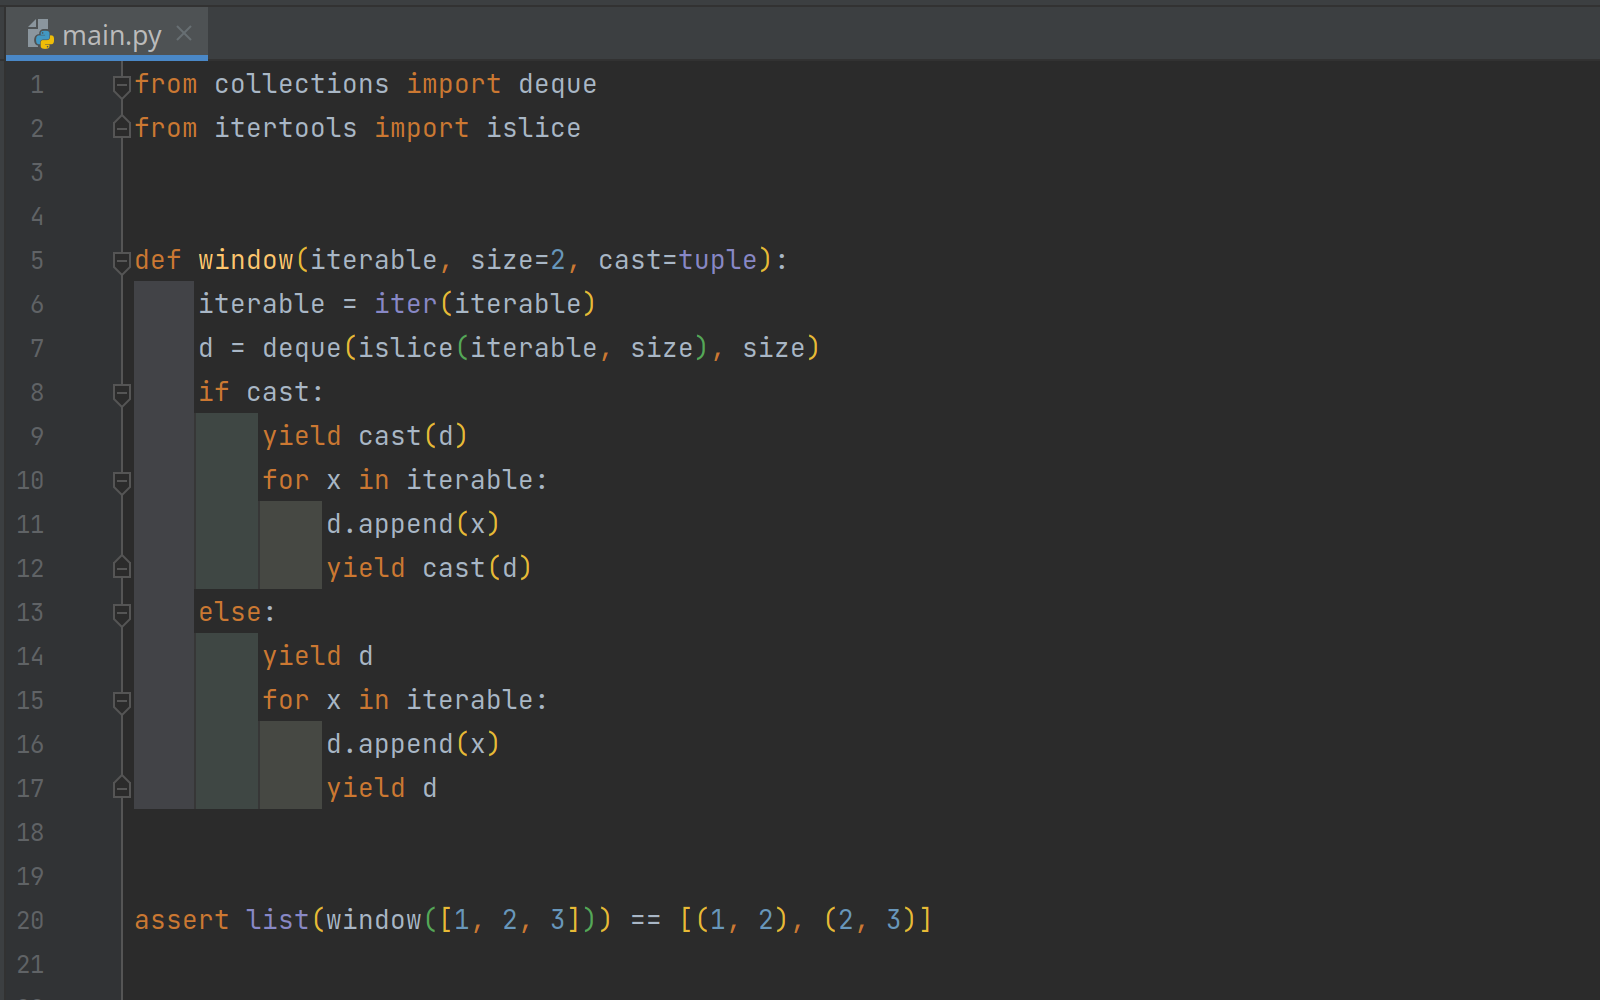 main.py
1 from collections import deque
2 from itertools import islice
3
4
5 def window(iterable, size=2, cast=tuple):
6     iterable = iter(iterable)
7     d = deque(islice(iterable, size), size)
8     if cast:
9         yield cast(d)
10         for x in iterable:
11             d.append(x)
12             yield cast(d)
13     else:
14         yield d
15         for x in iterable:
16             d.append(x)
17             yield d
18
19
20 assert list(window([1, 2, 3])) == [(1, 2), (2, 3)]
21